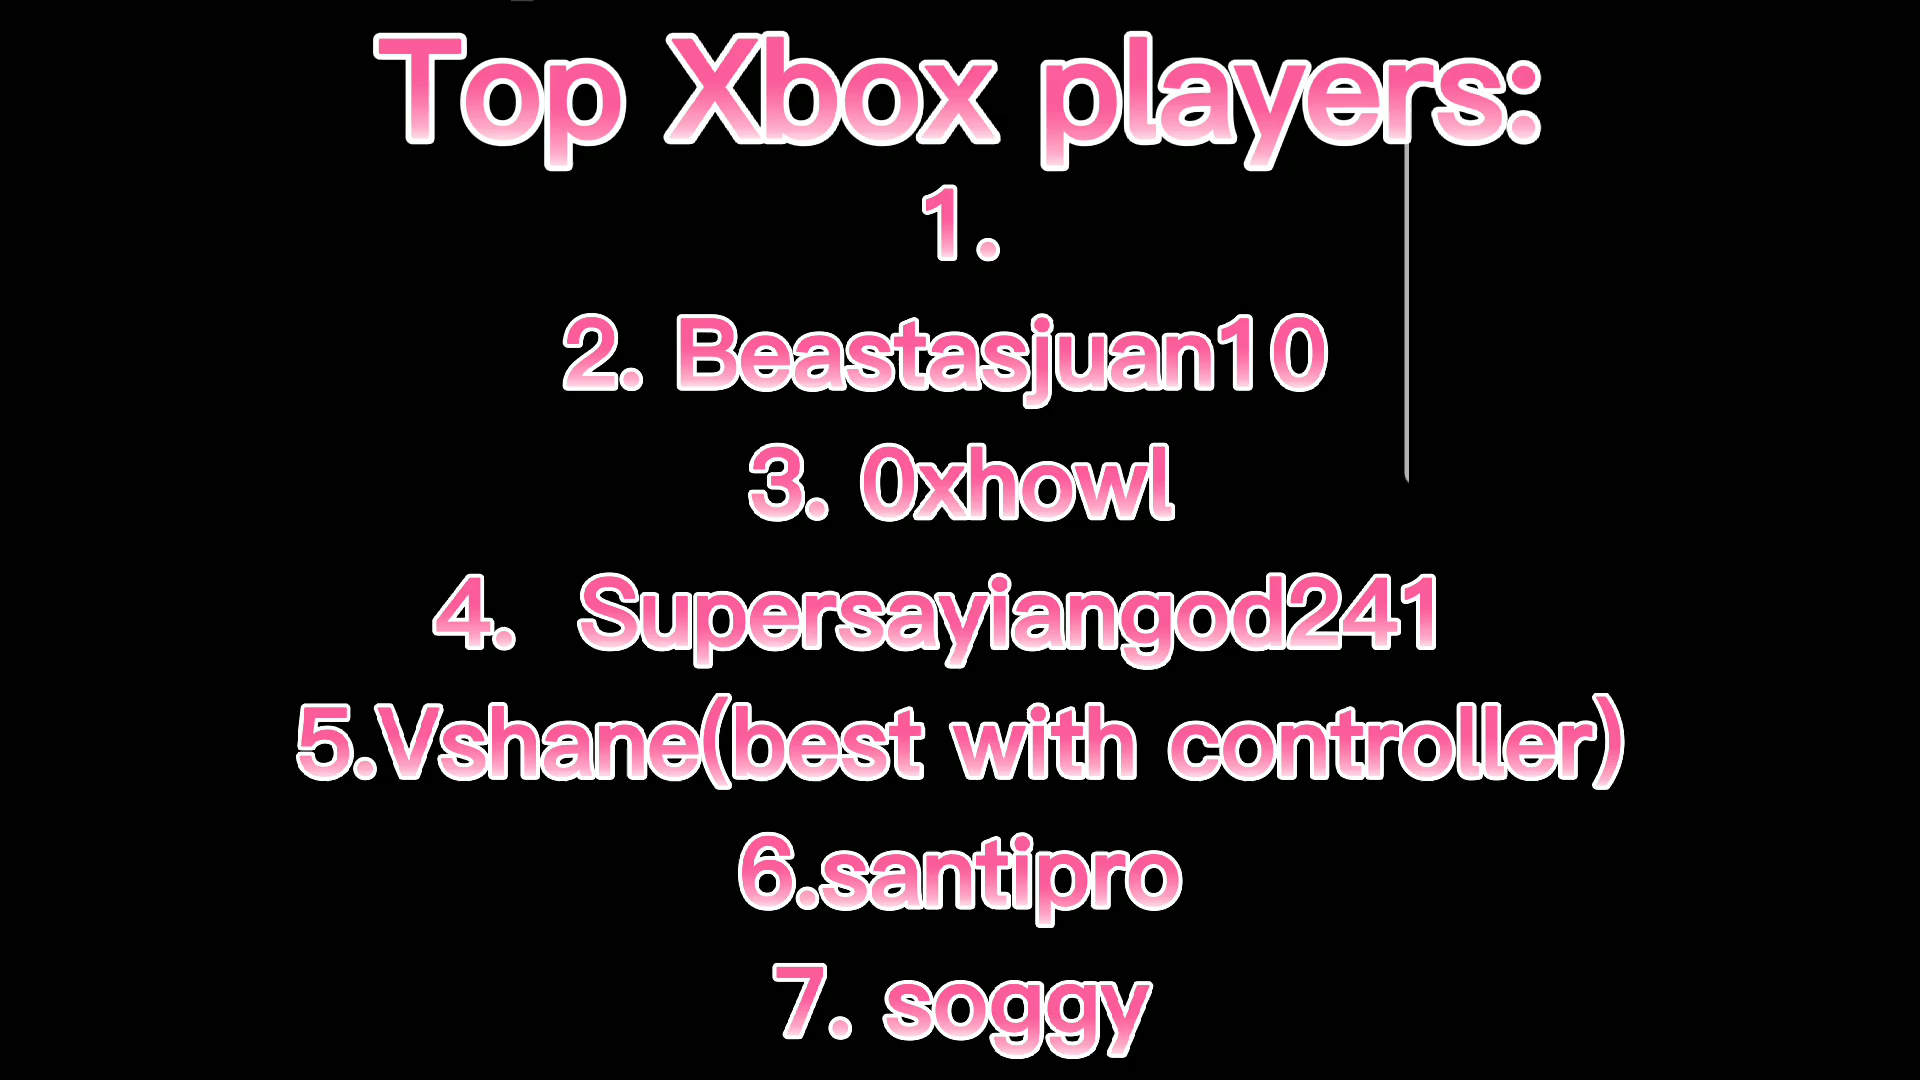 Top Xbox players:
1.
2. Beastasjuan10
3. 0xhowl
4.  Supersayiangod241
5.Vshane(best with controller)
6.santipro
7. soggy